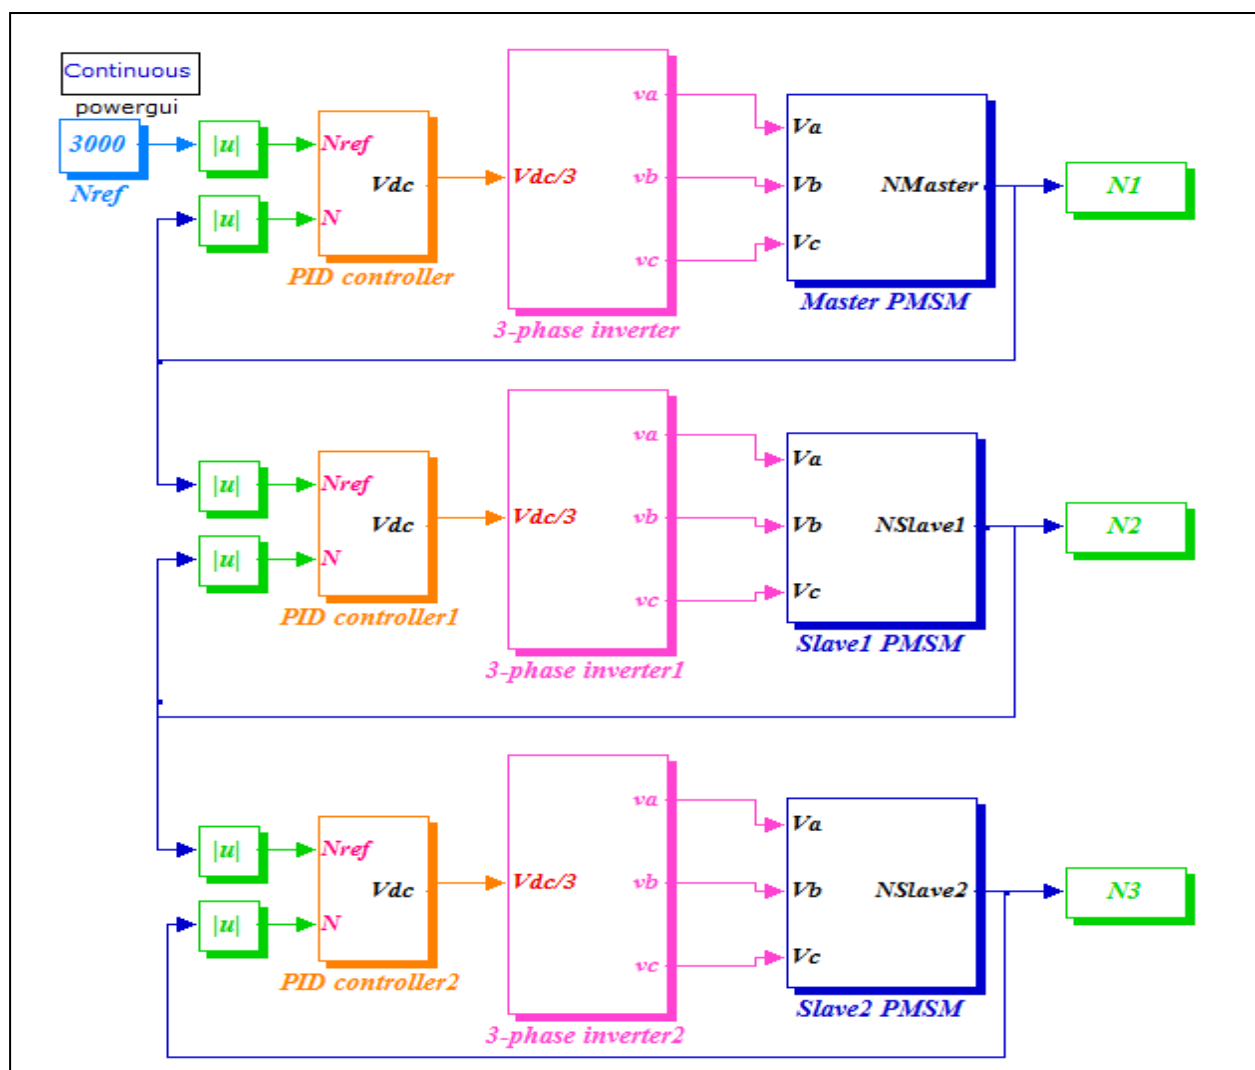 Continuous
powergui
3000
Nref
|u|
|u|
Nref
N
Vdc
PID controller
Vdc/3
va
vb
vc
3-phase inverter
Va
Vb
Vc
NMaster
Master PMSM
N1
|u|
|u|
Nref
N
Vdc
PID controller1
Vdc/3
va
vb
vc
3-phase inverter1
Va
Vb
Vc
NSlave1
Slave1 PMSM
N2
|u|
|u|
Nref
N
Vdc
PID controller2
Vdc/3
va
vb
vc
3-phase inverter2
Va
Vb
Vc
NSlave2
Slave2 PMSM
N3